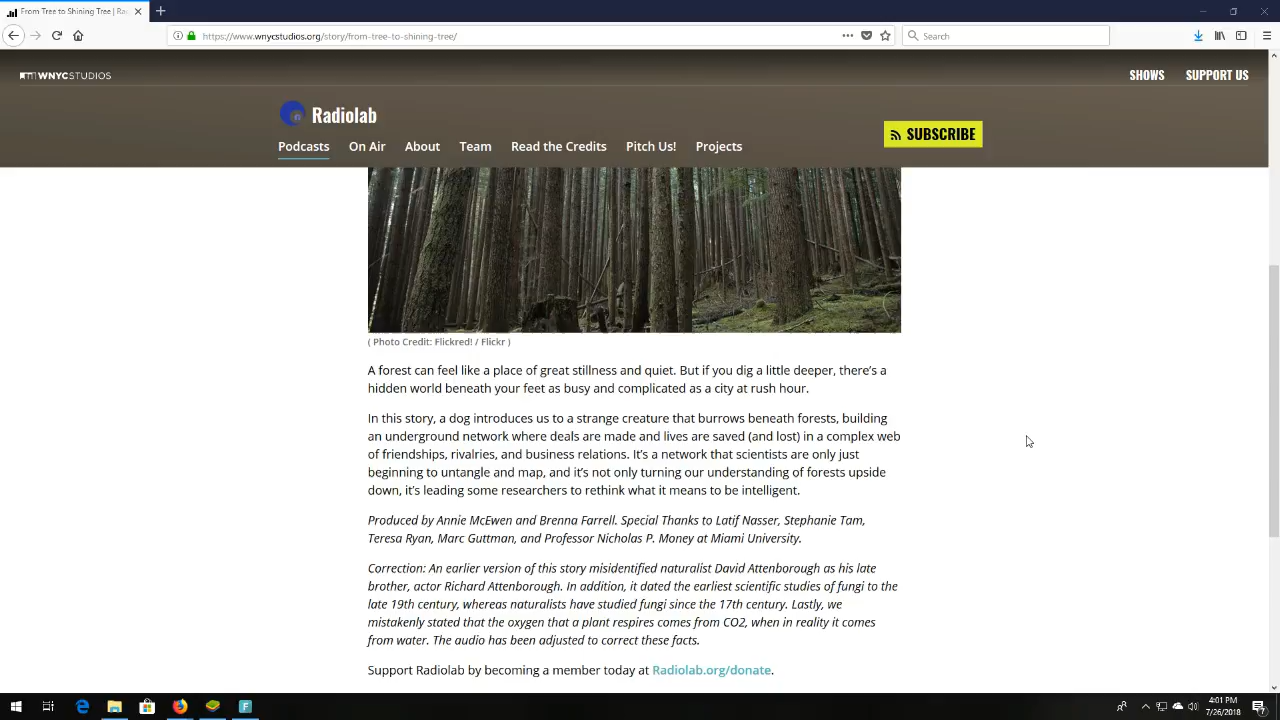 From Tree to Shining Tree | Ra
https://www.wnycstudios.org/story/from-tree-to-shining-tree/
Search
WNYCSTUDIOS
SHOWS
SUPPORT US
Radiolab
SUBSCRIBE
Podcasts
On Air
About
Team
Read the Credits
Pitch Us!
Projects
( Photo Credit: Flickred! / Flickr )
A forest can feel like a place of great stillness and quiet. But if you dig a little deeper, there’s a
hidden world beneath your feet as busy and complicated as a city at rush hour.
In this story, a dog introduces us to a strange creature that burrows beneath forests, building
an underground network where deals are made and lives are saved (and lost) in a complex web
of friendships, rivalries, and business relations. It’s a network that scientists are only just
beginning to untangle and map, and it’s not only turning our understanding of forests upside
down, it’s leading some researchers to rethink what it means to be intelligent.
Produced by Annie McEwen and Brenna Farrell. Special Thanks to Latif Nasser, Stephanie Tam,
Teresa Ryan, Marc Guttman, and Professor Nicholas P. Money at Miami University.
Correction: An earlier version of this story misidentified naturalist David Attenborough as his late
brother, actor Richard Attenborough. In addition, it dated the earliest scientific studies of fungi to the
late 19th century, whereas naturalists have studied fungi since the 17th century. Lastly, we
mistakenly stated that the oxygen that a plant respires comes from CO2, when in reality it comes
from water. The audio has been adjusted to correct these facts.
Support Radiolab by becoming a member today at Radiolab.org/donate.
4:01 PM
7/26/2018